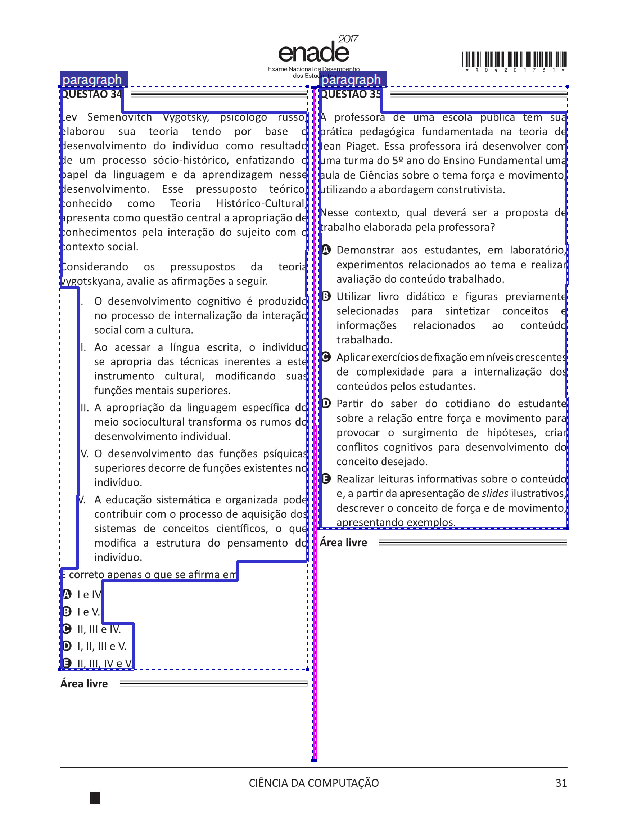 2017
enade
Exame Nacional de Desempenho
dos Estudantes
*R04201731*
paragraph
QUESTÃO 34
Lev Semenovitch Vygotsky, psicólogo russo,
elaborou sua teoria tendo por base o
desenvolvimento do indivíduo como resultado
de um processo sócio-histórico, enfatizando o
papel da linguagem e da aprendizagem nesse
desenvolvimento. Esse pressuposto teórico,
conhecido como Teoria Histórico-Cultural,
apresenta como questão central a apropriação de
conhecimentos pela interação do sujeito com o
contexto social.
Considerando os pressupostos da teoria
vygotskyana, avalie as afirmações a seguir.
I. O desenvolvimento cognitivo é produzido
no processo de internalização da interação
social com a cultura.
II. Ao acessar a língua escrita, o indivíduo
se apropria das técnicas inerentes a este
instrumento cultural, modificando suas
funções mentais superiores.
III. A apropriação da linguagem específica do
meio sociocultural transforma os rumos do
desenvolvimento individual.
IV. O desenvolvimento das funções psíquicas
superiores decorre de funções existentes no
indivíduo.
V. A educação sistemática e organizada pode
contribuir com o processo de aquisição dos
sistemas de conceitos científicos, o que
modifica a estrutura do pensamento do
indivíduo.
É correto apenas o que se afirma em
A I e IV.
B I e V.
C II, III e IV.
D I, II, III e V.
E II, III, IV e V.
Área livre
paragraph
QUESTÃO 35
A professora de uma escola pública tem sua
prática pedagógica fundamentada na teoria de
Jean Piaget. Essa professora irá desenvolver com
uma turma do 5º ano do Ensino Fundamental uma
aula de Ciências sobre o tema força e movimento,
utilizando a abordagem construtivista.
Nesse contexto, qual deverá ser a proposta de
trabalho elaborada pela professora?
A Demonstrar aos estudantes, em laboratório,
experimentos relacionados ao tema e realizar
avaliação do conteúdo trabalhado.
B Utilizar livro didático e figuras previamente
selecionadas para sintetizar conceitos e
informações relacionados ao conteúdo
trabalhado.
C Aplicar exercícios de fixação em níveis crescentes
de complexidade para a internalização dos
conteúdos pelos estudantes.
D Partir do saber do cotidiano do estudante
sobre a relação entre força e movimento para
provocar o surgimento de hipóteses, criar
conflitos cognitivos para desenvolvimento do
conceito desejado.
E Realizar leituras informativas sobre o conteúdo
e, a partir da apresentação de slides ilustrativos,
descrever o conceito de força e de movimento,
apresentando exemplos.
Área livre
CIÊNCIA DA COMPUTAÇÃO
31